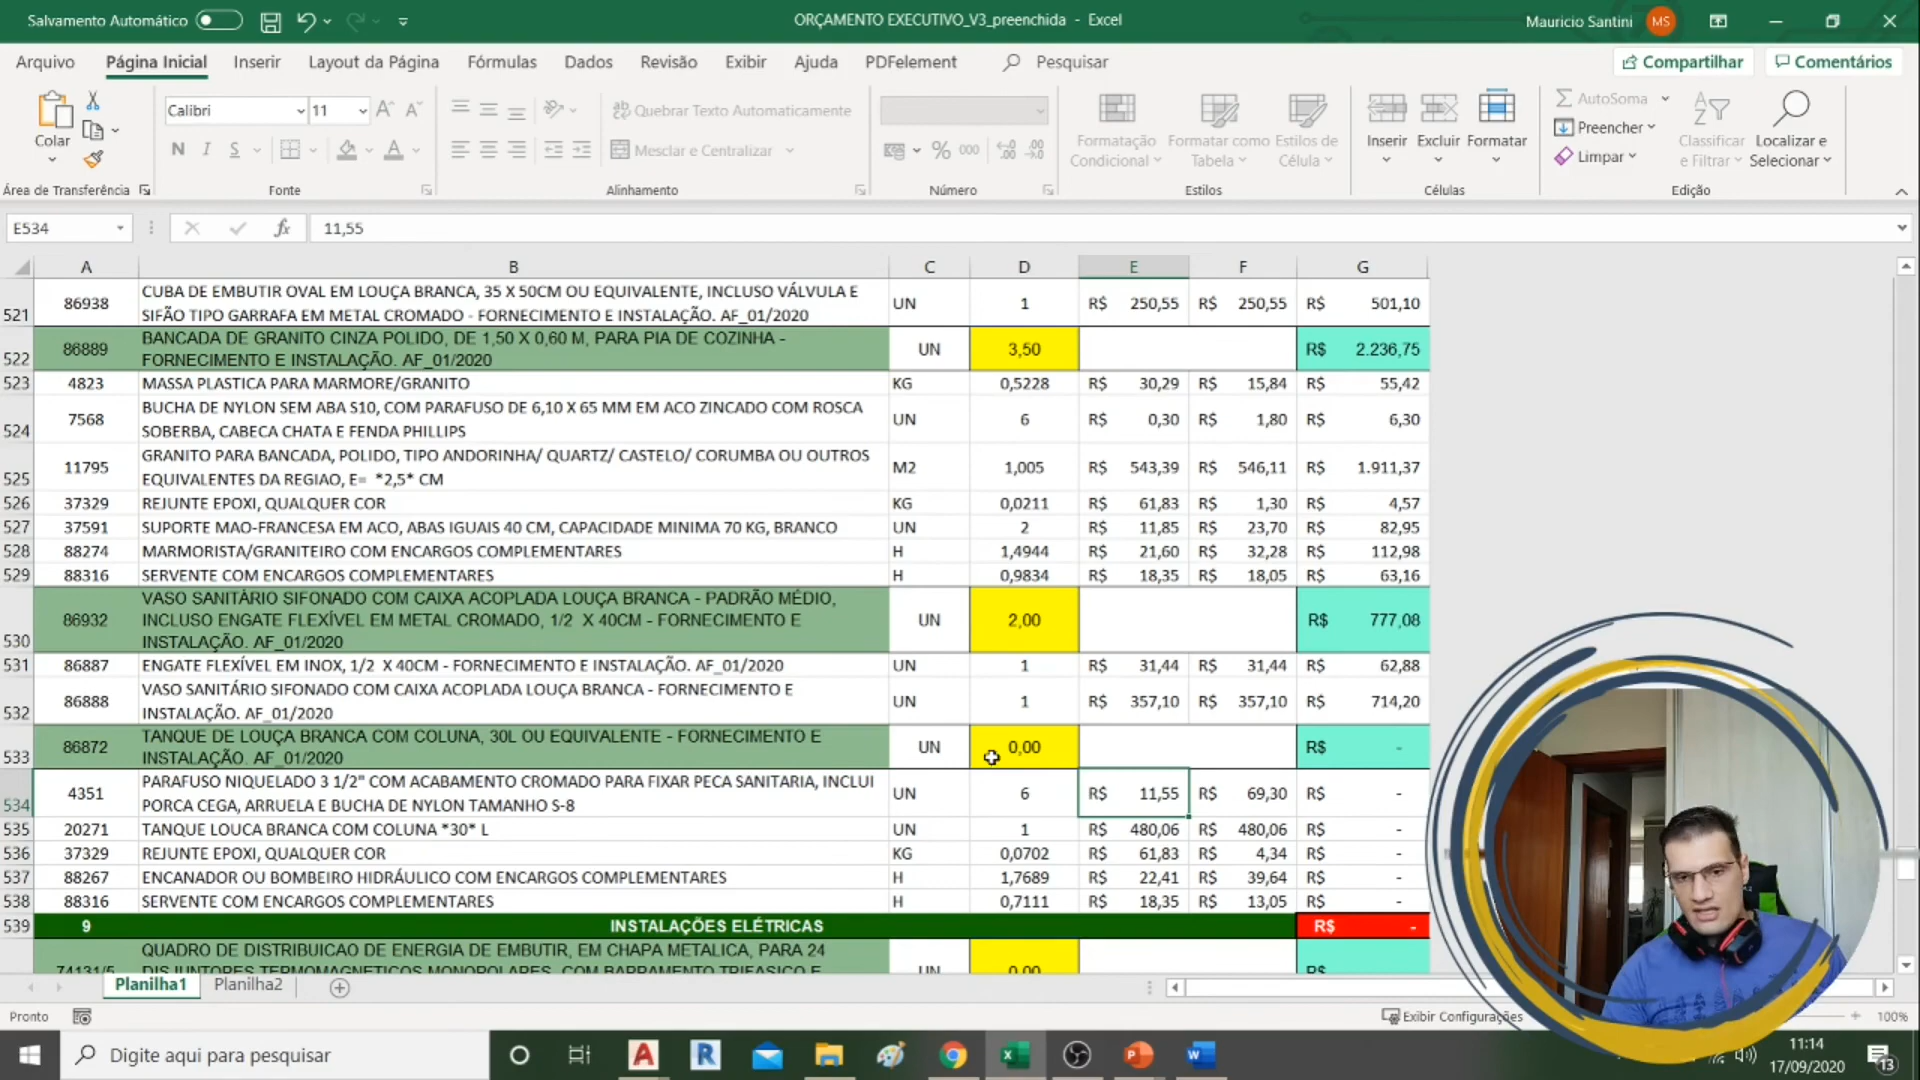 Salvamento Automático
ORÇAMENTO EXECUTIVO_V3_preenchida - Excel
Mauricio Santini
MS
Arquivo
Página Inicial
Inserir
Layout da Página
Fórmulas
Dados
Revisão
Exibir
Ajuda
PDFelement
Pesquisar
Compartilhar
Comentários
Colar
Calibri
11
N I S
Quebrar Texto Automaticamente
Mesclar e Centralizar
% 000
Formatação Condicional
Formatar como Tabela
Estilos de Célula
Inserir
Excluir
Formatar
AutoSoma
Preencher
Limpar
Classificar e Filtrar
Localizar e Selecionar
Área de Transferência
Fonte
Alinhamento
Número
Estilos
Células
Edição
E534
fx
11,55
A B C D E F G
521 86938 CUBA DE EMBUTIR OVAL EM LOUÇA BRANCA, 35 X 50CM OU EQUIVALENTE, INCLUSO VÁLVULA E UN 1 R$ 250,55 R$ 250,55 R$ 501,10
SIFÃO TIPO GARRAFA EM METAL CROMADO - FORNECIMENTO E INSTALAÇÃO. AF_01/2020
522 86889 BANCADA DE GRANITO CINZA POLIDO, DE 1,50 X 0,60 M, PARA PIA DE COZINHA - UN 3,50 R$ 2.236,75
FORNECIMENTO E INSTALAÇÃO. AF_01/2020
523 4823 MASSA PLASTICA PARA MARMORE/GRANITO KG 0,5228 R$ 30,29 R$ 15,84 R$ 55,42
524 7568 BUCHA DE NYLON SEM ABA S10, COM PARAFUSO DE 6,10 X 65 MM EM ACO ZINCADO COM ROSCA UN 6 R$ 0,30 R$ 1,80 R$ 6,30
SOBERBA, CABECA CHATA E FENDA PHILLIPS
525 11795 GRANITO PARA BANCADA, POLIDO, TIPO ANDORINHA/ QUARTZ/ CASTELO/ CORUMBA OU OUTROS M2 1,005 R$ 543,39 R$ 546,11 R$ 1.911,37
EQUIVALENTES DA REGIAO, E= *2,5* CM
526 37329 REJUNTE EPOXI, QUALQUER COR KG 0,0211 R$ 61,83 R$ 1,30 R$ 4,57
527 37591 SUPORTE MAO-FRANCESA EM ACO, ABAS IGUAIS 40 CM, CAPACIDADE MINIMA 70 KG, BRANCO UN 2 R$ 11,85 R$ 23,70 R$ 82,95
528 88274 MARMORISTA/GRANITEIRO COM ENCARGOS COMPLEMENTARES H 1,4944 R$ 21,60 R$ 32,28 R$ 112,98
529 88316 SERVENTE COM ENCARGOS COMPLEMENTARES H 0,9834 R$ 18,35 R$ 18,05 R$ 63,16
530 86932 VASO SANITÁRIO SIFONADO COM CAIXA ACOPLADA LOUÇA BRANCA - PADRÃO MÉDIO, UN 2,00 R$ 777,08
INCLUSO ENGATE FLEXÍVEL EM METAL CROMADO, 1/2 X 40CM - FORNECIMENTO E
INSTALAÇÃO. AF_01/2020
531 86887 ENGATE FLEXÍVEL EM INOX, 1/2 X 40CM - FORNECIMENTO E INSTALAÇÃO. AF_01/2020 UN 1 R$ 31,44 R$ 31,44 R$ 62,88
532 86888 VASO SANITÁRIO SIFONADO COM CAIXA ACOPLADA LOUÇA BRANCA - FORNECIMENTO E UN 1 R$ 357,10 R$ 357,10 R$ 714,20
INSTALAÇÃO. AF_01/2020
533 86872 TANQUE DE LOUÇA BRANCA COM COLUNA, 30L OU EQUIVALENTE - FORNECIMENTO E UN 0,00 R$ -
INSTALAÇÃO. AF_01/2020
534 4351 PARAFUSO NIQUELADO 3 1/2" COM ACABAMENTO CROMADO PARA FIXAR PECA SANITARIA, INCLUI UN 6 R$ 11,55 R$ 69,30 R$ -
PORCA CEGA, ARRUELA E BUCHA DE NYLON TAMANHO S-8
535 20271 TANQUE LOUCA BRANCA COM COLUNA *30* L UN 1 R$ 480,06 R$ 480,06 R$ -
536 37329 REJUNTE EPOXI, QUALQUER COR KG 0,0702 R$ 61,83 R$ 4,34 R$ -
537 88267 ENCANADOR OU BOMBEIRO HIDRÁULICO COM ENCARGOS COMPLEMENTARES H 1,7689 R$ 22,41 R$ 39,64 R$ -
538 88316 SERVENTE COM ENCARGOS COMPLEMENTARES H 0,7111 R$ 18,35 R$ 13,05 R$ -
539 9 INSTALAÇÕES ELÉTRICAS R$ -
QUADRO DE DISTRIBUICAO DE ENERGIA DE EMBUTIR, EM CHAPA METALICA, PARA 24
74131/5 DISJUNTORES TERMOMAGNETICOS MONOPOLARES, COM BARRAMENTO TRIFASICO E UN 0,00 R$
Planilha1
Planilha2
Pronto
Exibir Configurações
100%
Digite aqui para pesquisar
11:14
17/09/2020
13